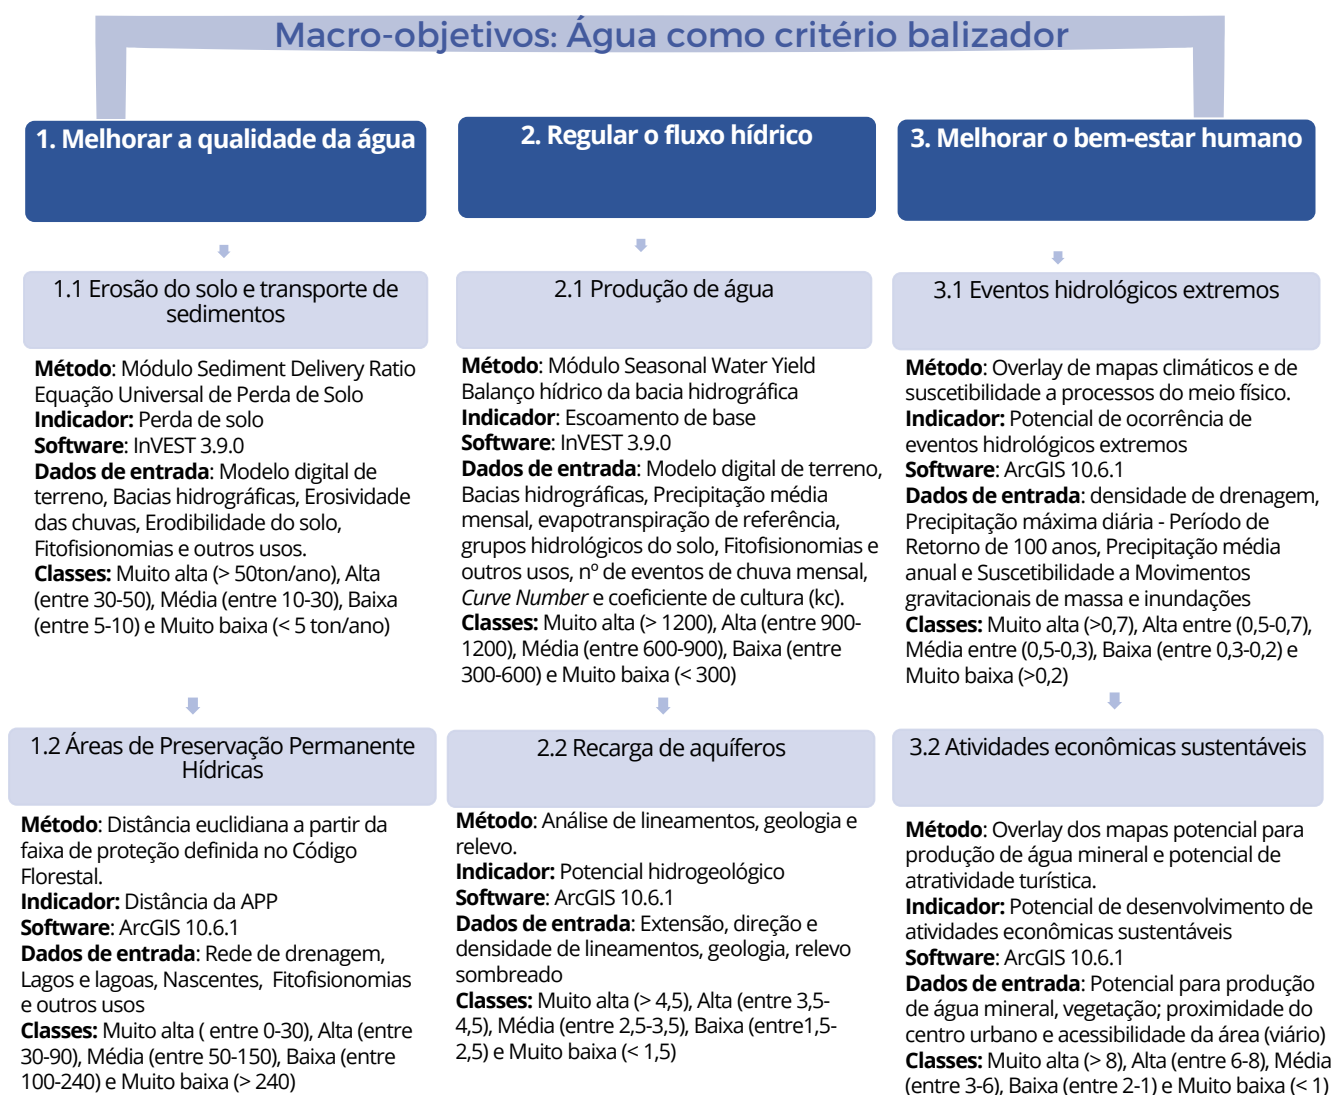 Macro-objetivos: Água como critério balizador
1. Melhorar a qualidade da água
1.1 Erosão do solo e transporte de
sedimentos
Método: Módulo Sediment Delivery Ratio
Equação Universal de Perda de Solo
Indicador: Perda de solo
Software: InVEST 3.9.0
Dados de entrada: Modelo digital de
terreno, Bacias hidrográficas, Erosividade
das chuvas, Erodibilidade do solo,
Fitofisionomias e outros usos.
Classes: Muito alta (> 50ton/ano), Alta
(entre 30-50), Média (entre 10-30), Baixa
(entre 5-10) e Muito baixa (< 5 ton/ano)
1.2 Áreas de Preservação Permanente
Hídricas
Método: Distância euclidiana a partir da
faixa de proteção definida no Código
Florestal.
Indicador: Distância da APP
Software: ArcGIS 10.6.1
Dados de entrada: Rede de drenagem,
Lagos e lagoas, Nascentes, Fitofisionomias
e outros usos
Classes: Muito alta ( entre 0-30), Alta (entre
30-90), Média (entre 50-150), Baixa (entre
100-240) e Muito baixa (> 240)
2. Regular o fluxo hídrico
2.1 Produção de água
Método: Módulo Seasonal Water Yield
Balanço hídrico da bacia hidrográfica
Indicador: Escoamento de base
Software: InVEST 3.9.0
Dados de entrada: Modelo digital de terreno,
Bacias hidrográficas, Precipitação média
mensal, evapotranspiração de referência,
grupos hidrológicos do solo, Fitofisionomias e
outros usos, nº de eventos de chuva mensal,
Curve Number e coeficiente de cultura (kc).
Classes: Muito alta (> 1200), Alta (entre 900-
1200), Média (entre 600-900), Baixa (entre
300-600) e Muito baixa (< 300)
2.2 Recarga de aquíferos
Método: Análise de lineamentos, geologia e
relevo.
Indicador: Potencial hidrogeológico
Software: ArcGIS 10.6.1
Dados de entrada: Extensão, direção e
densidade de lineamentos, geologia, relevo
sombreado
Classes: Muito alta (> 4,5), Alta (entre 3,5-
4,5), Média (entre 2,5-3,5), Baixa (entre1,5-
2,5) e Muito baixa (< 1,5)
3. Melhorar o bem-estar humano
3.1 Eventos hidrológicos extremos
Método: Overlay de mapas climáticos e de
suscetibilidade a processos do meio físico.
Indicador: Potencial de ocorrência de
eventos hidrológicos extremos
Software: ArcGIS 10.6.1
Dados de entrada: densidade de drenagem,
Precipitação máxima diária - Período de
Retorno de 100 anos, Precipitação média
anual e Suscetibilidade a Movimentos
gravitacionais de massa e inundações
Classes: Muito alta (>0,7), Alta entre (0,5-0,7),
Média entre (0,5-0,3), Baixa (entre 0,3-0,2) e
Muito baixa (>0,2)
3.2 Atividades econômicas sustentáveis
Método: Overlay dos mapas potencial para
produção de água mineral e potencial de
atratividade turística.
Indicador: Potencial de desenvolvimento de
atividades econômicas sustentáveis
Software: ArcGIS 10.6.1
Dados de entrada: Potencial para produção
de água mineral, vegetação; proximidade do
centro urbano e acessibilidade da área (viário)
Classes: Muito alta (> 8), Alta (entre 6-8), Média
(entre 3-6), Baixa (entre 2-1) e Muito baixa (< 1)